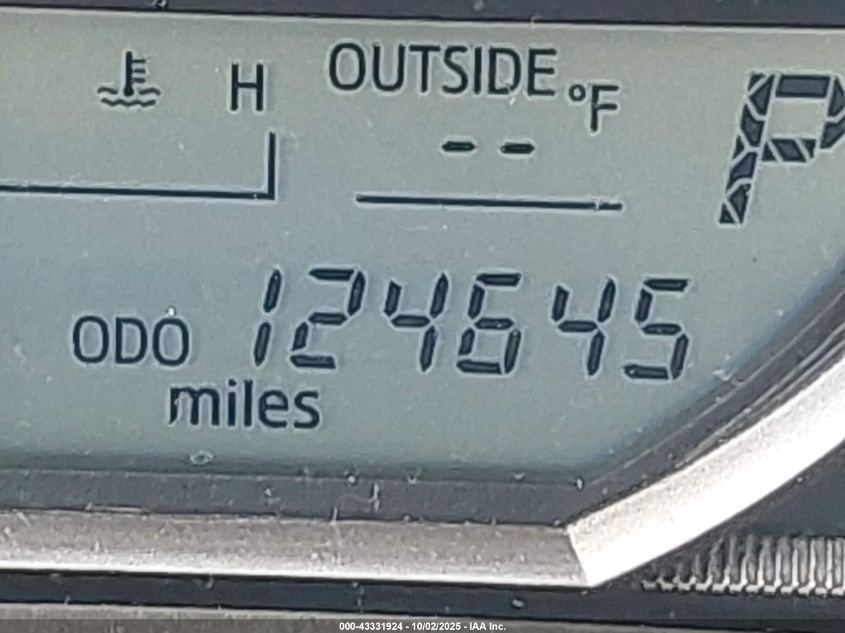 H
OUTSIDE
°F
--
P
ODO 124645
miles
000-43331924 - 10/02/2025 - IAA Inc.